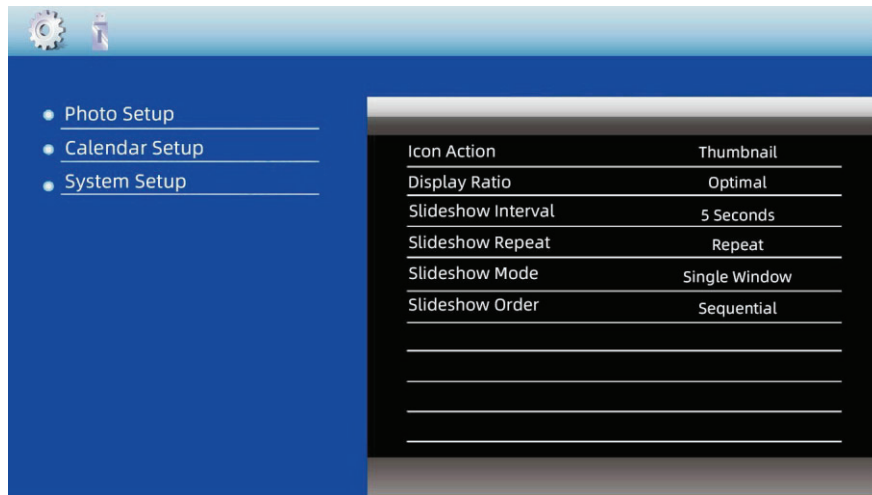 Photo Setup
Calendar Setup
System Setup
Icon Action Thumbnail
Display Ratio Optimal
Slideshow Interval 5 Seconds
Slideshow Repeat Repeat
Slideshow Mode Single Window
Slideshow Order Sequential